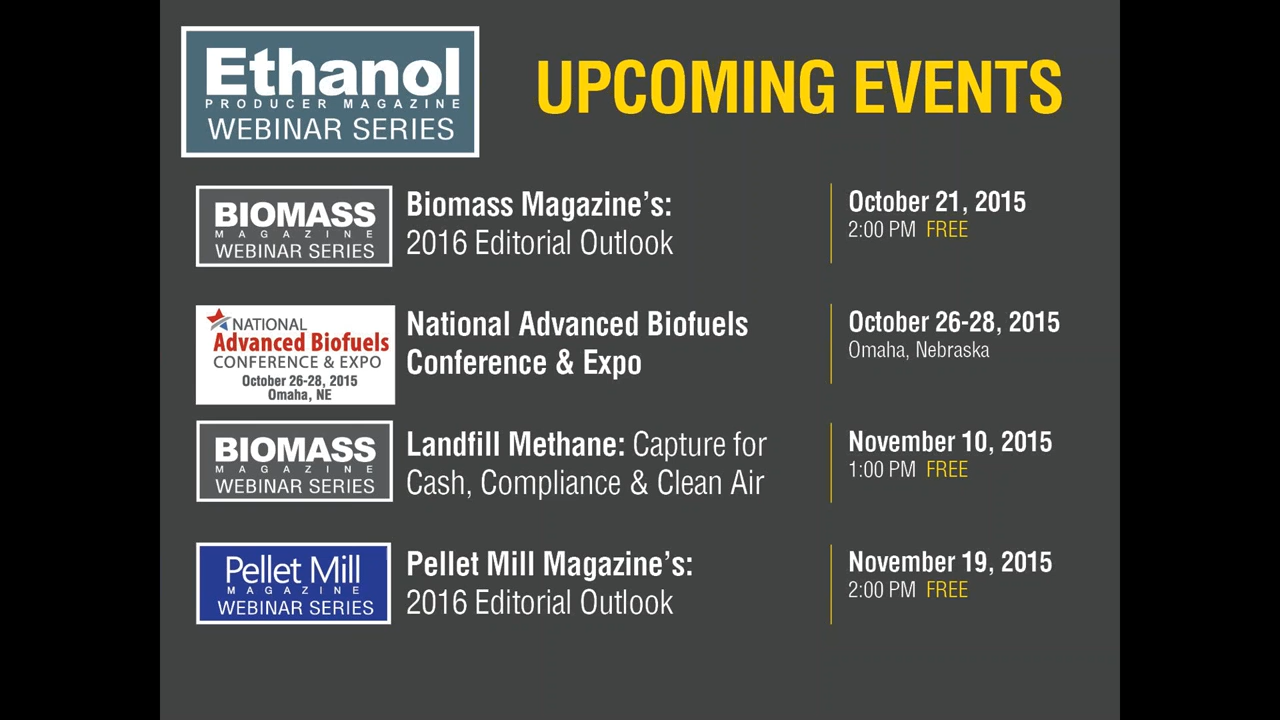 Ethanol
PRODUCER MAGAZINE
WEBINAR SERIES
UPCOMING EVENTS
BIOMASS
MAGAZINE
WEBINAR SERIES
Biomass Magazine's:
2016 Editorial Outlook
October 21, 2015
2:00 PM FREE
NATIONAL
Advanced Biofuels
CONFERENCE & EXPO
October 26-28, 2015
Omaha, NE
National Advanced Biofuels
Conference & Expo
October 26-28, 2015
Omaha, Nebraska
BIOMASS
MAGAZINE
WEBINAR SERIES
Landfill Methane: Capture for
Cash, Compliance & Clean Air
November 10, 2015
1:00 PM FREE
Pellet Mill
MAGAZINE
WEBINAR SERIES
Pellet Mill Magazine's:
2016 Editorial Outlook
November 19, 2015
2:00 PM FREE